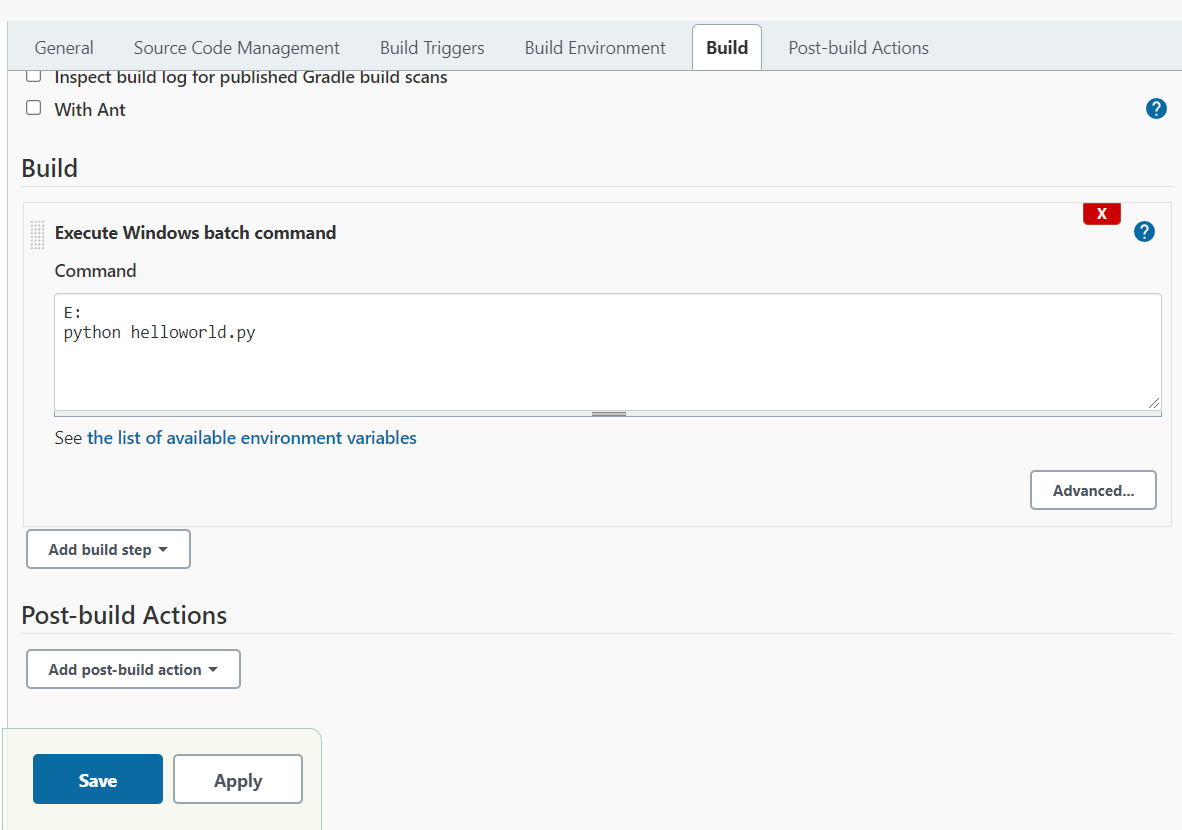 General Source Code Management Build Triggers Build Environment Build Post-build Actions
Inspect build log for published Gradle build scans
With Ant
?
Build
X
Execute Windows batch command
?
Command
E:
python helloworld.py
See the list of available environment variables
Advanced...
Add build step
Post-build Actions
Add post-build action
Save Apply